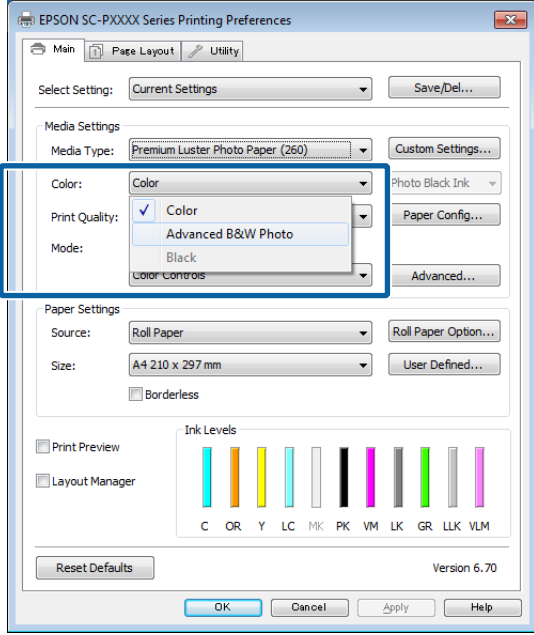 EPSON SC-PXXXX Series Printing Preferences
Main Page Layout Utility
Select Setting: Current Settings Save/Del...
Media Settings
Media Type: Premium Luster Photo Paper (260) Custom Settings...
Color: Color Photo Black Ink
Print Quality: Color Paper Config...
Advanced B&W Photo
Mode: Black
Color Controls Advanced...
Paper Settings
Source: Roll Paper Roll Paper Option...
Size: A4 210 x 297 mm User Defined...
Borderless
Ink Levels
Print Preview
Layout Manager
C OR Y LC MK PK VM LK GR LLK VLM
Reset Defaults Version 6.70
OK Cancel Apply Help